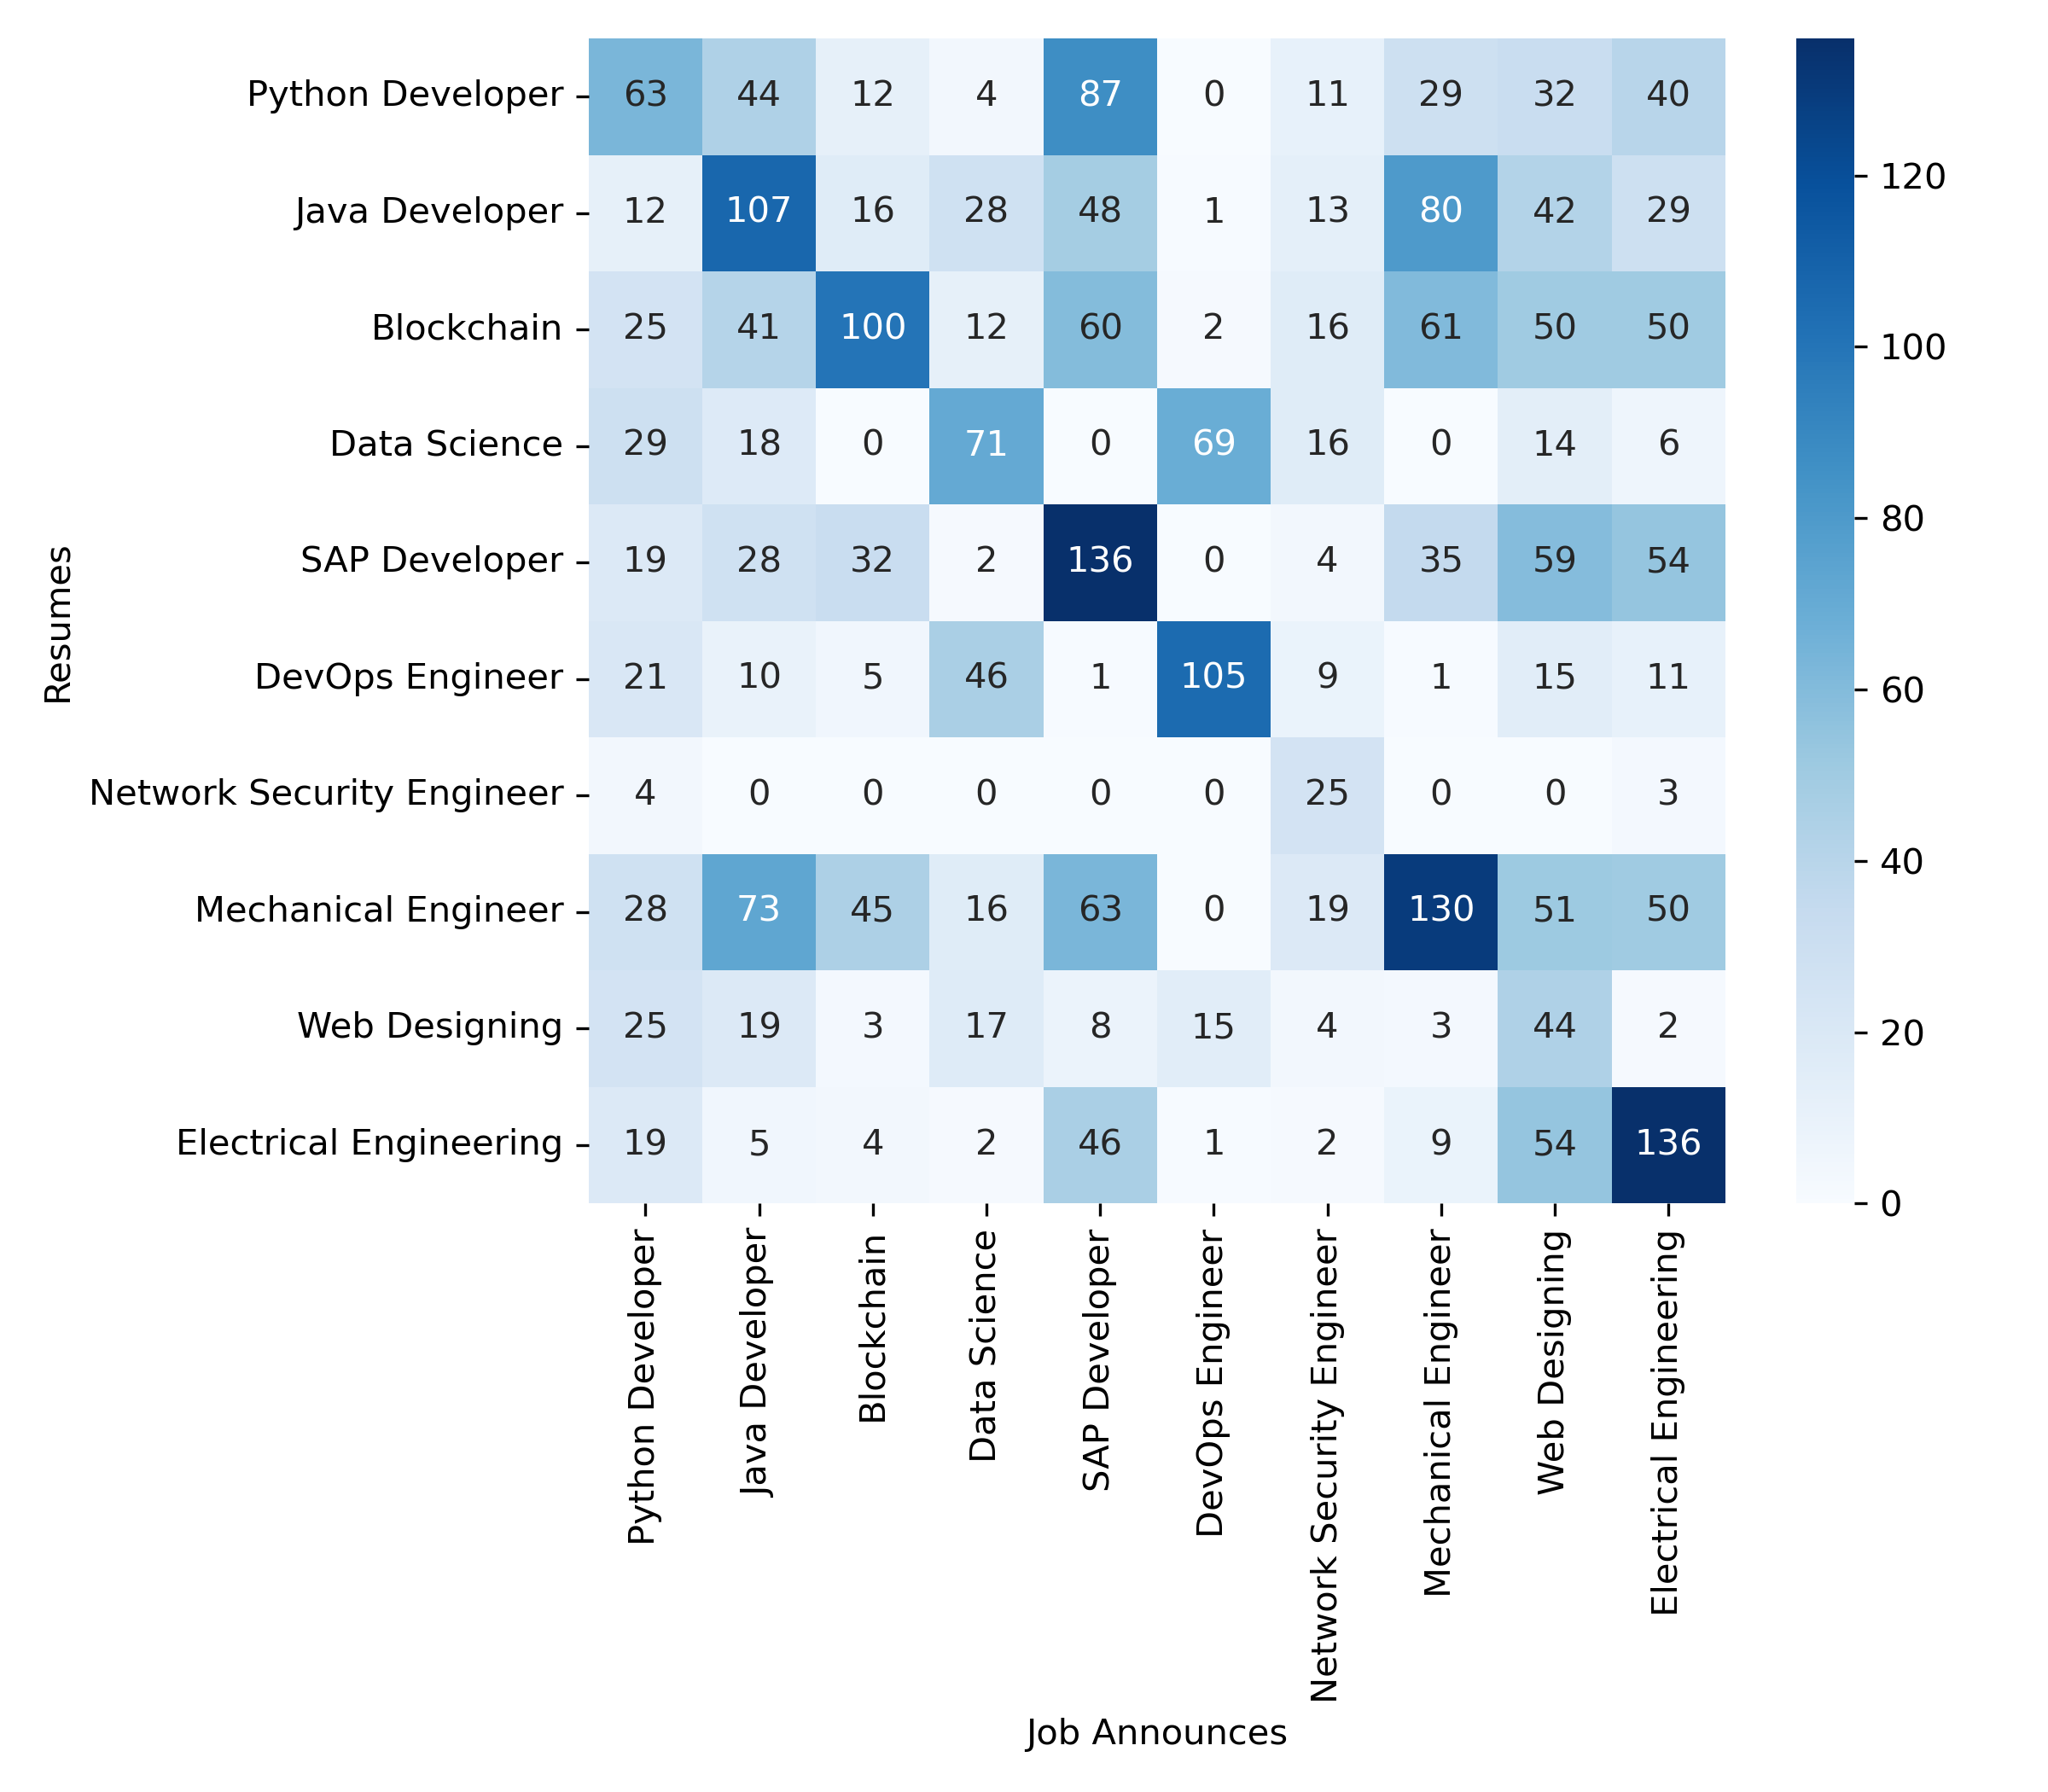 Python Developer 63 44 12 4 87 0 11 29 32 40
Java Developer 12 107 16 28 48 1 13 80 42 29
Blockchain 25 41 100 12 60 2 16 61 50 50
Data Science 29 18 0 71 0 69 16 0 14 6
SAP Developer 19 28 32 2 136 0 4 35 59 54
DevOps Engineer 21 10 5 46 1 105 9 1 15 11
Network Security Engineer 4 0 0 0 0 0 25 0 0 3
Mechanical Engineer 28 73 45 16 63 0 19 130 51 50
Web Designing 25 19 3 17 8 15 4 3 44 2
Electrical Engineering 19 5 4 2 46 1 2 9 54 136
Resumes
Python Developer
Java Developer
Blockchain
Data Science
SAP Developer
DevOps Engineer
Network Security Engineer
Mechanical Engineer
Web Designing
Electrical Engineering
Job Announces
120
100
80
60
40
20
0